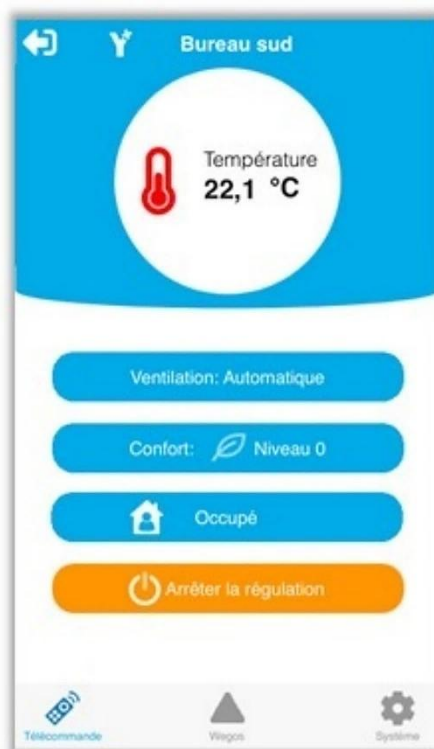 Bureau sud
Température
22,1 °C
Ventilation: Automatique
Confort: Niveau 0
Occupé
Arrêter la régulation
Télécommande
Wegos
Système